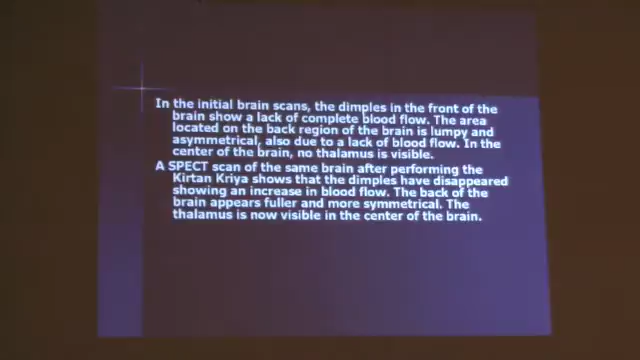 In the initial brain scans, the dimples in the front of the
brain show a lack of complete blood flow. The area
located on the back region of the brain is lumpy and
asymmetrical, also due to a lack of blood flow. In the
center of the brain, no thalamus is visible.
A SPECT scan of the same brain after performing the
Kirtan Kriya shows that the dimples have disappeared
showing an increase in blood flow. The back of the
brain appears fuller and more symmetrical. The
thalamus is now visible in the center of the brain.